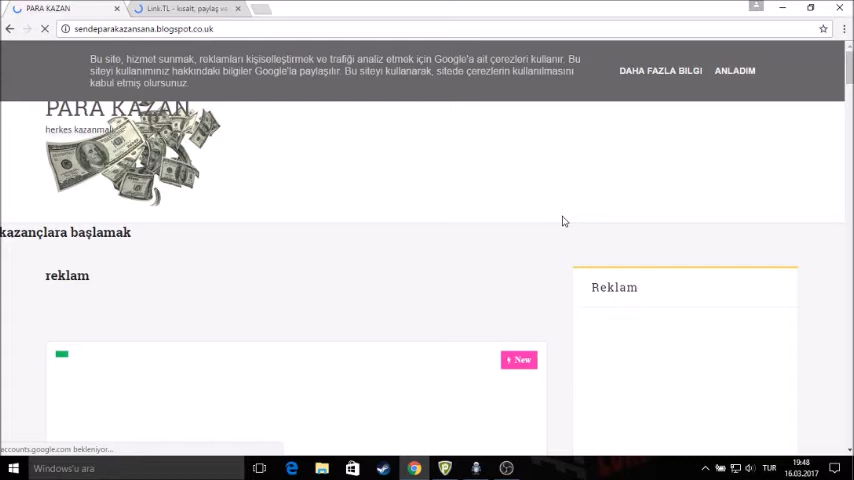 PARA KAZAN
Link.TL - kısalt, paylaş ve
sendeparakazansana.blogspot.co.uk
Bu site, hizmet sunmak, reklamları kişiselleştirmek ve trafiği analiz etmek için Google'a ait çerezleri kullanır. Bu
siteyi kullanımınız hakkındaki bilgiler Google'la paylaşılır. Bu siteyi kullanarak, sitede çerezlerin kullanılmasını
kabul etmiş olursunuz.
DAHA FAZLA BILGI
ANLADIM
PARA KAZAN
herkes kazanmalı
kazançlara başlamak
reklam
Reklam
New
accounts.google.com bekleniyor...
Windows'u ara
TUR
19:48
16.03.2017